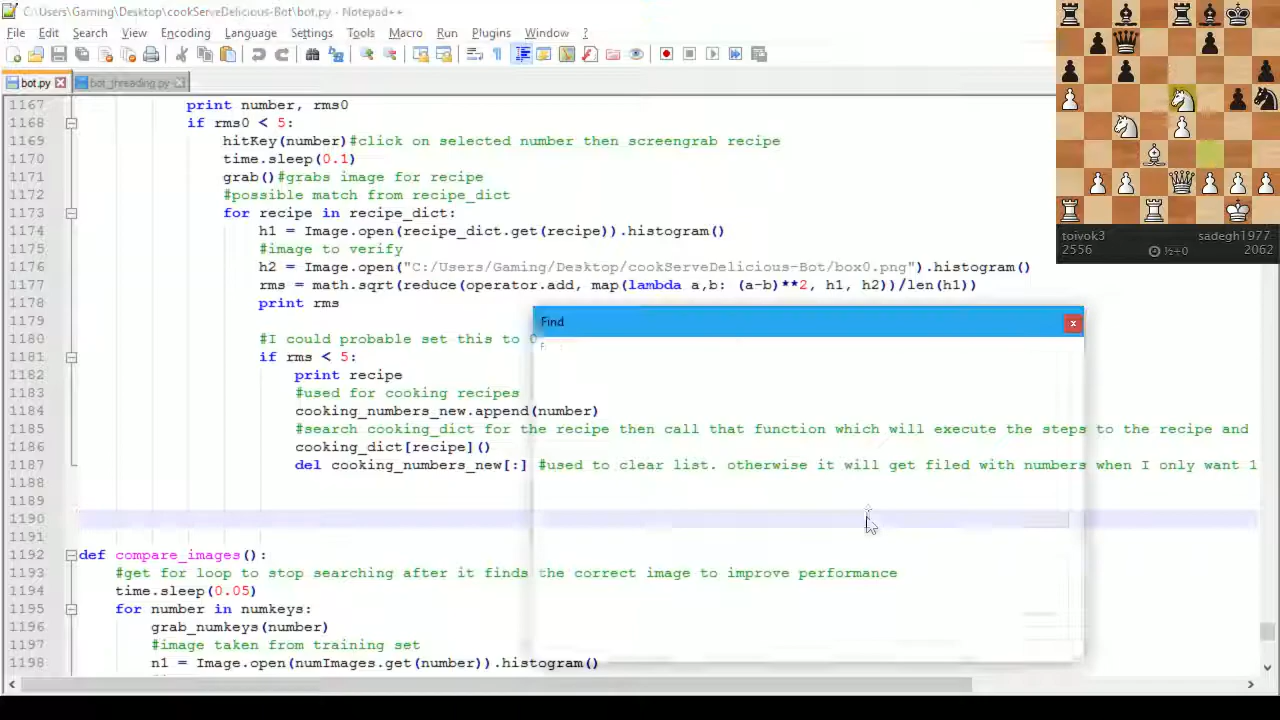 C:\Users\Gaming\Desktop\cookServeDelicious-Bot\bot.py - Notepad++
File Edit Search View Encoding Language Settings Tools Macro Run Plugins Window ?
bot.py bot_threading.py
1167 print number, rms0
1168 if rms0 < 5:
1169 hitKey(number)#click on selected number then screengrab recipe
1170 time.sleep(0.1)
1171 grab()#grabs image for recipe
1172 #possible match from recipe_dict
1173 for recipe in recipe_dict:
1174 h1 = Image.open(recipe_dict.get(recipe)).histogram()
1175 #image to verify
1176 h2 = Image.open("C:/Users/Gaming/Desktop/cookServeDelicious-Bot/box0.png").histogram()
1177 rms = math.sqrt(reduce(operator.add, map(lambda a,b: (a-b)**2, h1, h2))/len(h1))
1178 print rms
1179
1180 #I could probable set this to 0
1181 if rms < 5:
1182 print recipe
1183 #used for cooking recipes
1184 cooking_numbers_new.append(number)
1185 #search cooking_dict for the recipe then call that function which will execute the steps to the recipe and
1186 cooking_dict[recipe]()
1187 del cooking_numbers_new[:] #used to clear list. otherwise it will get filed with numbers when I only want 1
1188
1189
1190
1191
1192 def compare_images():
1193 #get for loop to stop searching after it finds the correct image to improve performance
1194 time.sleep(0.05)
1195 for number in numkeys:
1196 grab_numkeys(number)
1197 #image taken from training set
1198 n1 = Image.open(numImages.get(number)).histogram()
Find
toivok3 sadegh1977
2556 ½+0 2062